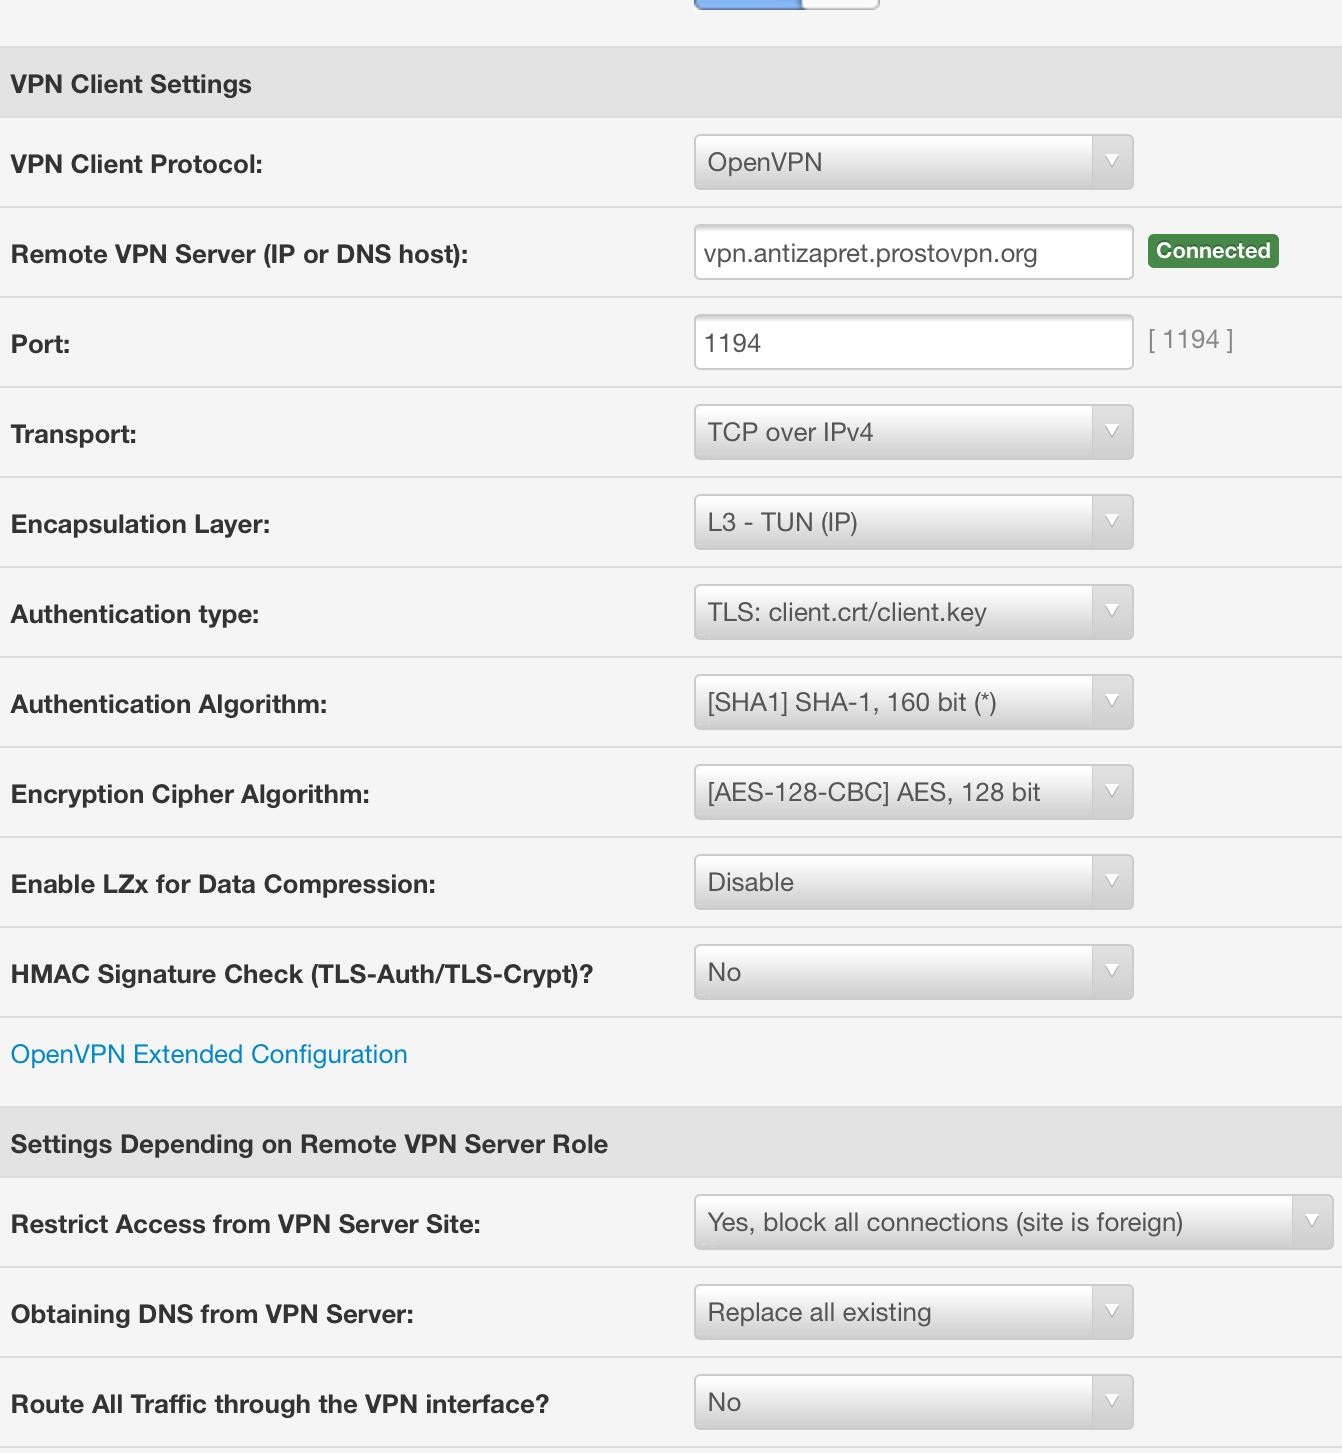 VPN Client Settings
VPN Client Protocol: OpenVPN
Remote VPN Server (IP or DNS host): vpn.antizapret.prostovpn.org Connected
Port: 1194 [ 1194 ]
Transport: TCP over IPv4
Encapsulation Layer: L3 - TUN (IP)
Authentication type: TLS: client.crt/client.key
Authentication Algorithm: [SHA1] SHA-1, 160 bit (*)
Encryption Cipher Algorithm: [AES-128-CBC] AES, 128 bit
Enable LZx for Data Compression: Disable
HMAC Signature Check (TLS-Auth/TLS-Crypt)? No
OpenVPN Extended Configuration
Settings Depending on Remote VPN Server Role
Restrict Access from VPN Server Site: Yes, block all connections (site is foreign)
Obtaining DNS from VPN Server: Replace all existing
Route All Traffic through the VPN interface? No